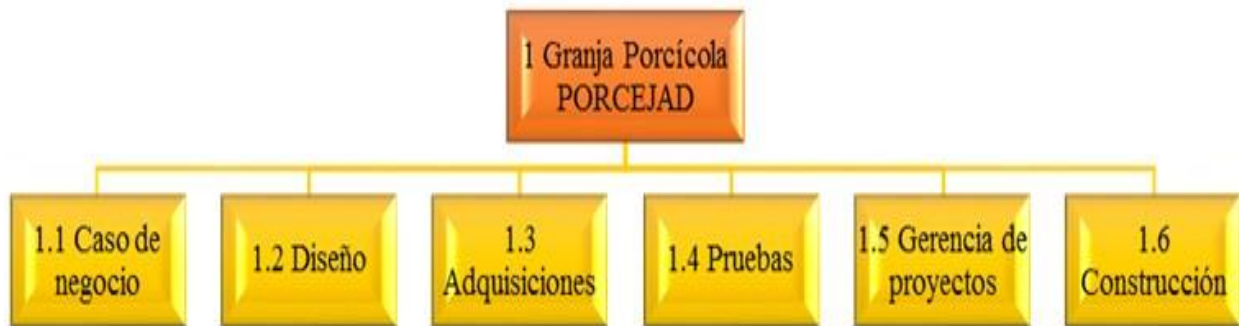 1 Granja Porcícola
PORCEJAD
1.1 Caso de
negocio
1.2 Diseño
1.3
Adquisiciones
1.4 Pruebas
1.5 Gerencia de
proyectos
1.6
Construcción